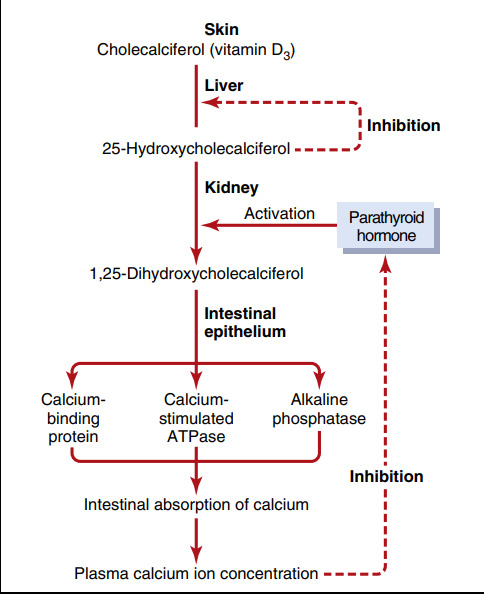 Skin
Cholecalciferol (vitamin D₃)
Liver
Inhibition
25-Hydroxycholecalciferol
Kidney
Activation
Parathyroid
hormone
1,25-Dihydroxycholecalciferol
Intestinal
epithelium
Calcium-
binding
protein
Calcium-
stimulated
ATPase
Alkaline
phosphatase
Inhibition
Intestinal absorption of calcium
Plasma calcium ion concentration